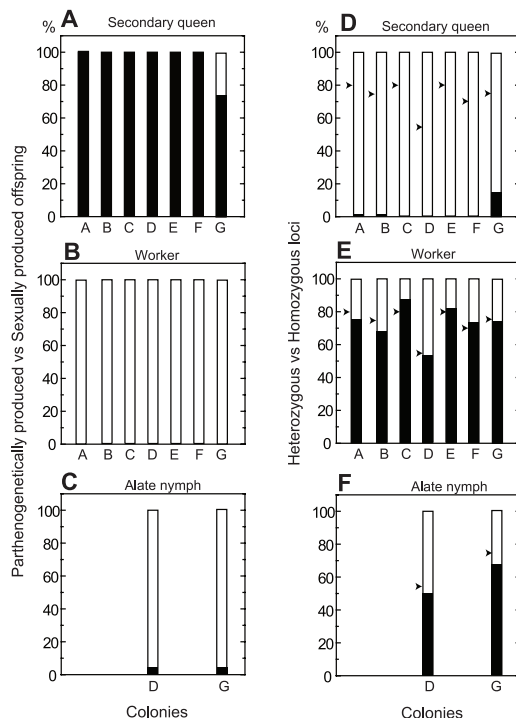 A
Secondary queen
%
100
80
60
40
20
0
A B C D E F G
B
Worker
100
80
60
40
20
0
A B C D E F G
C
Alate nymph
100
80
60
40
20
0
D G
Colonies
Parthenogenetically produced vs Sexually produced offspring
D
Secondary queen
%
100
80
60
40
20
0
A B C D E F G
E
Worker
100
80
60
40
20
0
A B C D E F G
F
Alate nymph
100
80
60
40
20
0
D G
Colonies
Heterozygous vs Homozygous loci